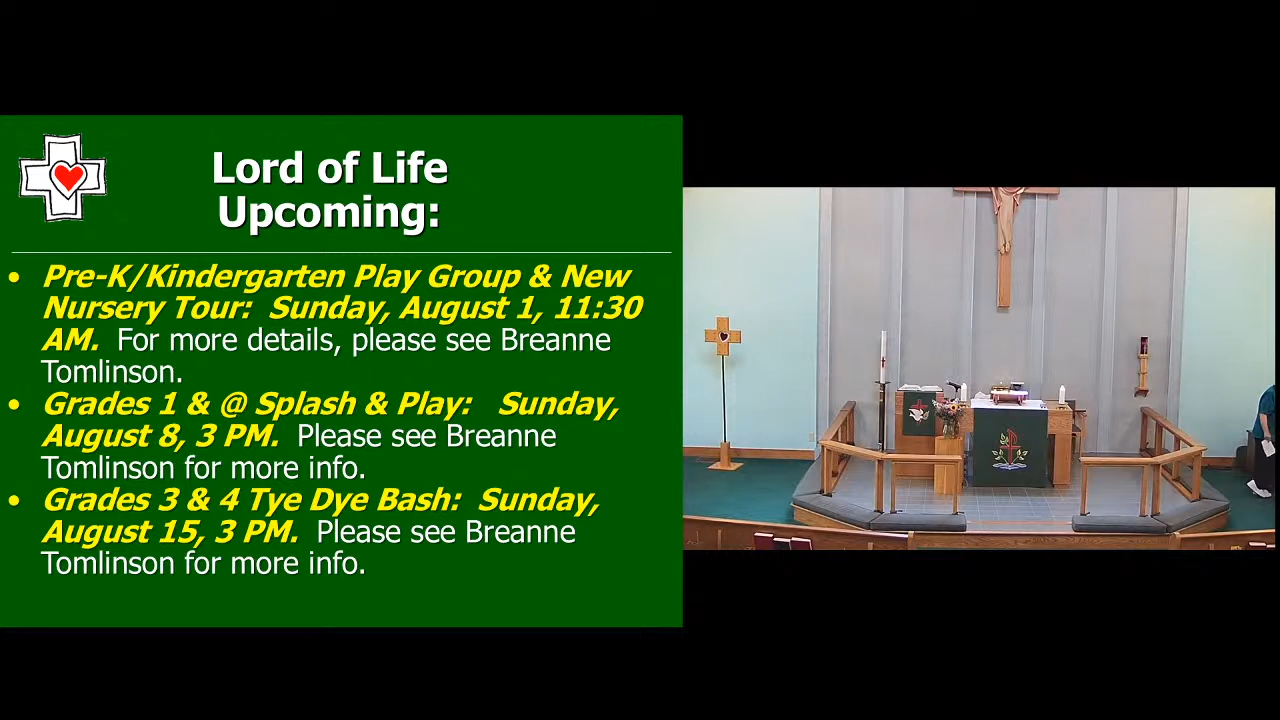 Lord of Life
Upcoming:
• Pre-K/Kindergarten Play Group & New
Nursery Tour:  Sunday, August 1, 11:30
AM.  For more details, please see Breanne
Tomlinson.
• Grades 1 & @ Splash & Play:   Sunday,
August 8, 3 PM.  Please see Breanne
Tomlinson for more info.
• Grades 3 & 4 Tye Dye Bash:  Sunday,
August 15, 3 PM.  Please see Breanne
Tomlinson for more info.